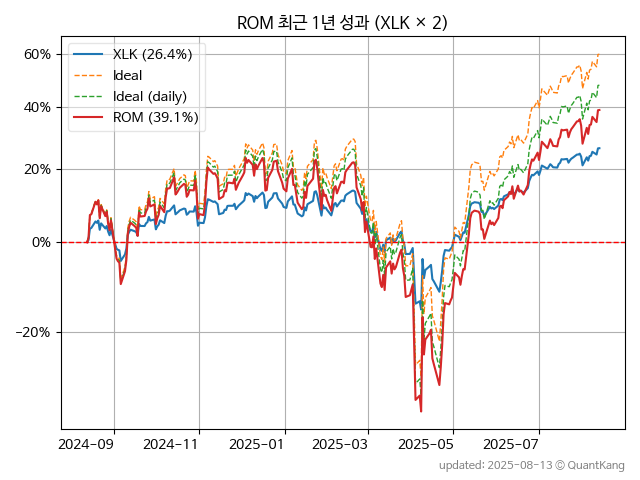 ROM 최근 1년 성과 (XLK × 2)
XLK (26.4%)
Ideal
Ideal (daily)
ROM (39.1%)
60%
40%
20%
0%
−20%
2024-09
2024-11
2025-01
2025-03
2025-05
2025-07
updated: 2025-08-13 ⓒ QuantKang